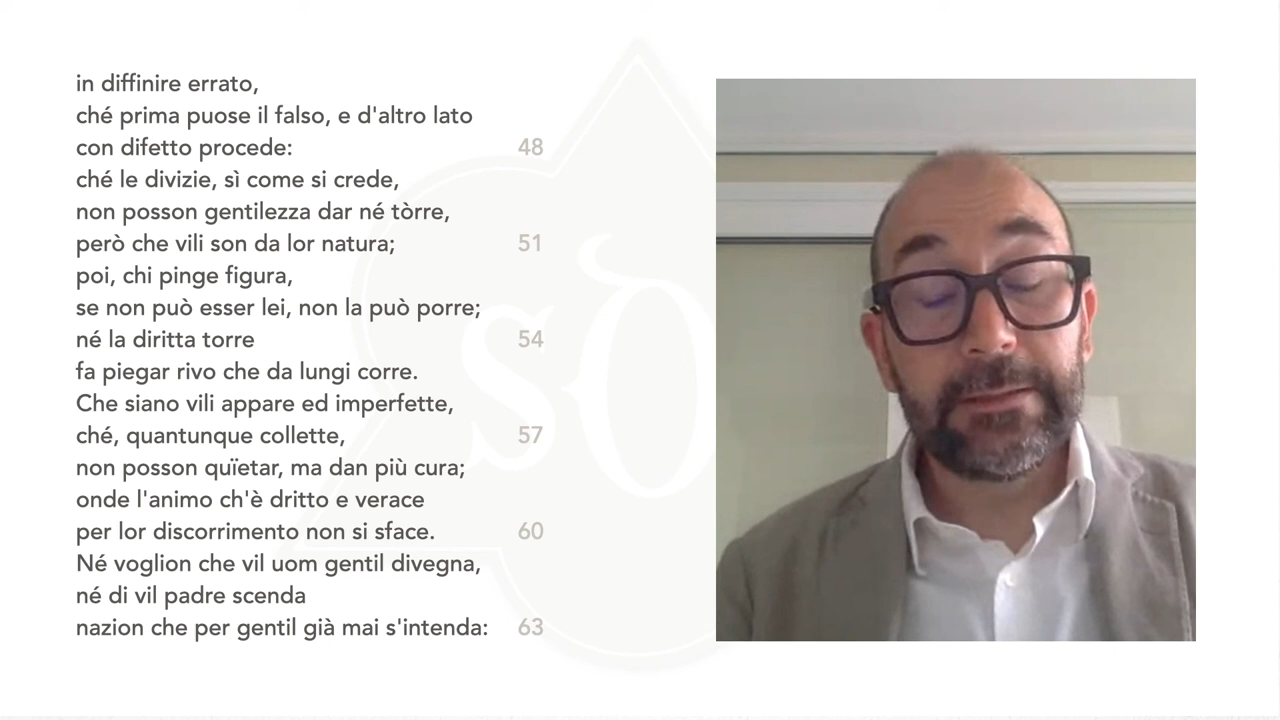 in diffinire errato,
ché prima puose il falso, e d'altro lato
con difetto procede: 48
ché le divizie, sì come si crede,
non posson gentilezza dar né tòrre,
però che vili son da lor natura; 51
poi, chi pinge figura,
se non può esser lei, non la può porre;
né la diritta torre 54
fa piegar rivo che da lungi corre.
Che siano vili appare ed imperfette,
ché, quantunque collette, 57
non posson quïetar, ma dan più cura;
onde l'animo ch'è dritto e verace
per lor discorrimento non si sface. 60
Né voglion che vil uom gentil divegna,
né di vil padre scenda
nazion che per gentil già mai s'intenda: 63
sò